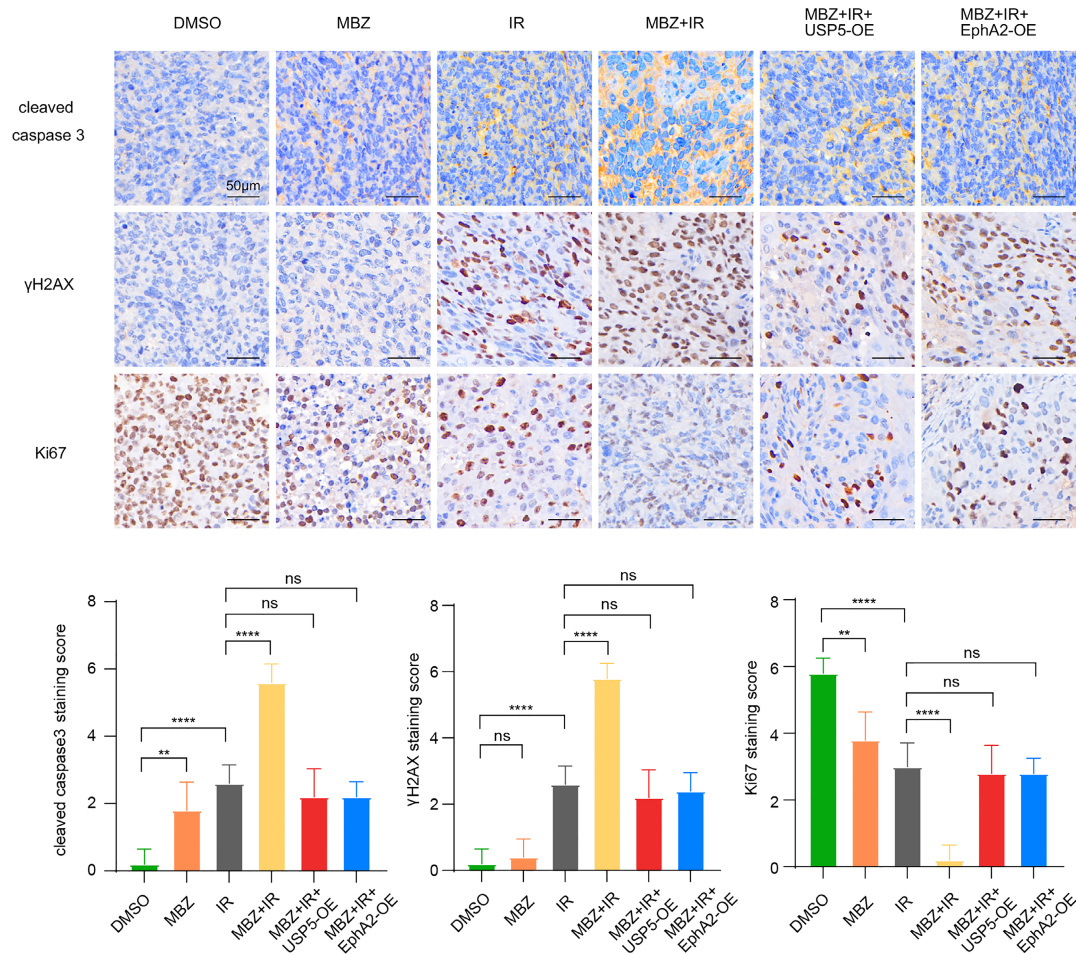 DMSO
MBZ
IR
MBZ+IR
MBZ+IR+
USP5-OE
MBZ+IR+
EphA2-OE
cleaved
caspase 3
50μm
γH2AX
Ki67
cleaved caspase3 staining score
8
6
4
2
0
ns
ns
****
****
**
DMSO
MBZ
IR
MBZ+IR
MBZ+IR+
USP5-OE
MBZ+IR+
EphA2-OE
γH2AX staining score
8
6
4
2
0
ns
ns
****
****
ns
DMSO
MBZ
IR
MBZ+IR
MBZ+IR+
USP5-OE
MBZ+IR+
EphA2-OE
Ki67 staining score
8
6
4
2
0
****
**
ns
ns
****
DMSO
MBZ
IR
MBZ+IR
MBZ+IR+
USP5-OE
MBZ+IR+
EphA2-OE